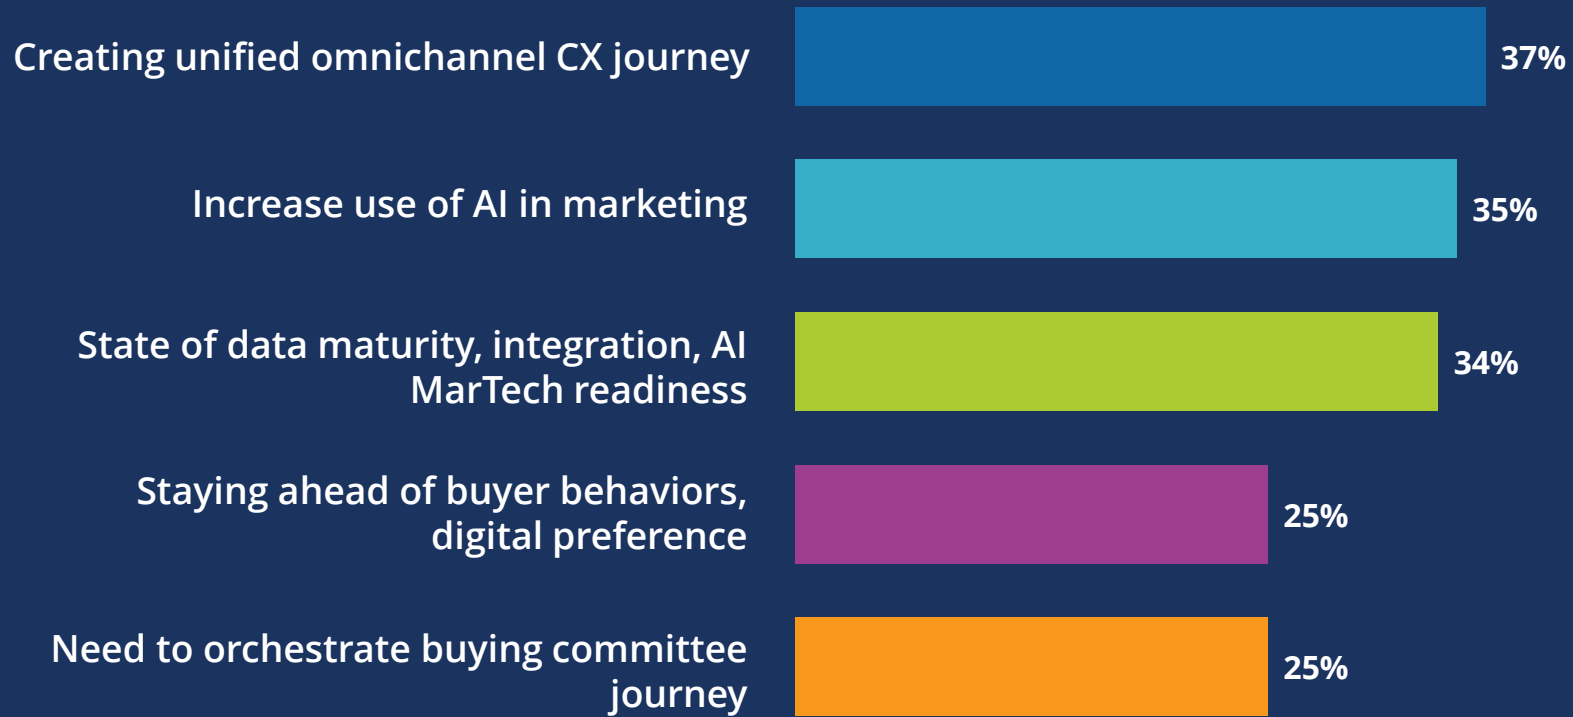 Creating unified omnichannel CX journey
37%
Increase use of AI in marketing
35%
State of data maturity, integration, AI
MarTech readiness
34%
Staying ahead of buyer behaviors,
digital preference
25%
Need to orchestrate buying committee
journey
25%